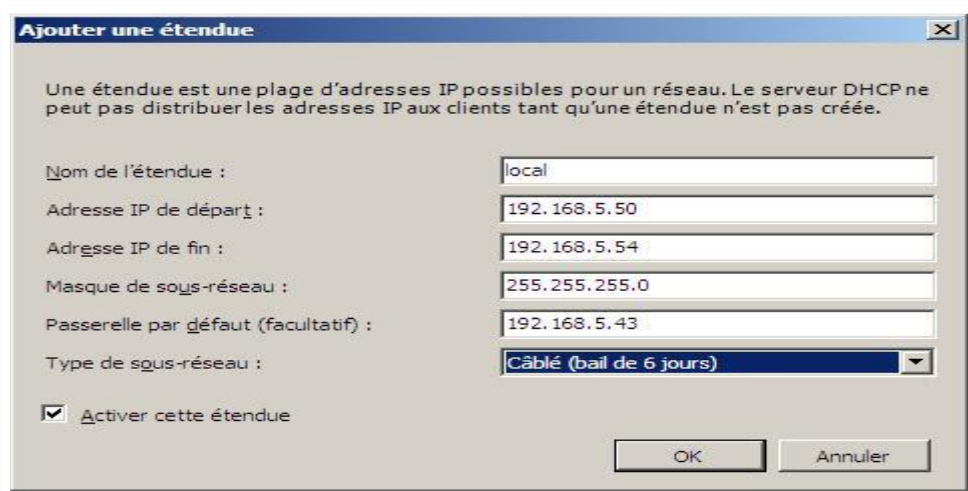 Ajouter une étendue
Une étendue est une plage d'adresses IP possibles pour un réseau. Le serveur DHCP ne
peut pas distribuer les adresses IP aux clients tant qu'une étendue n'est pas créée.
Nom de l'étendue : local
Adresse IP de départ : 192.168.5.50
Adresse IP de fin : 192.168.5.54
Masque de sous-réseau : 255.255.255.0
Passerelle par défaut (facultatif) : 192.168.5.43
Type de sous-réseau : Câblé (bail de 6 jours)
Activer cette étendue
OK Annuler